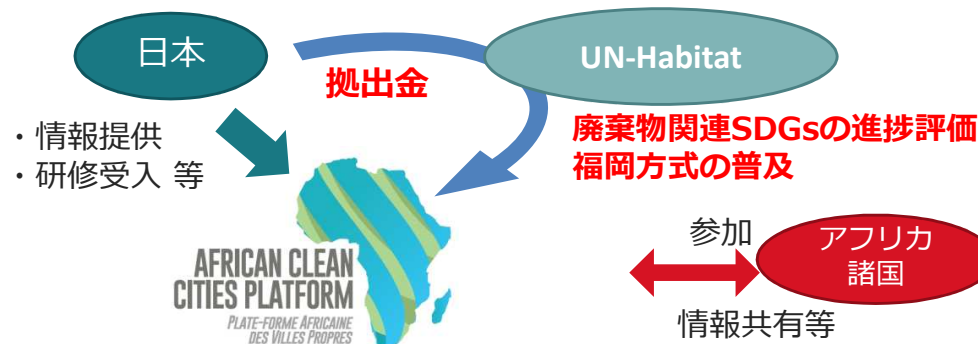 日本
拠出金
UN-Habitat
・情報提供
・研修受入 等
廃棄物関連SDGsの進捗評価
福岡方式の普及
AFRICAN CLEAN
CITIES PLATFORM
PLATE-FORME AFRICAINE
DES VILLES PROPRES
参加
アフリカ
諸国
情報共有等